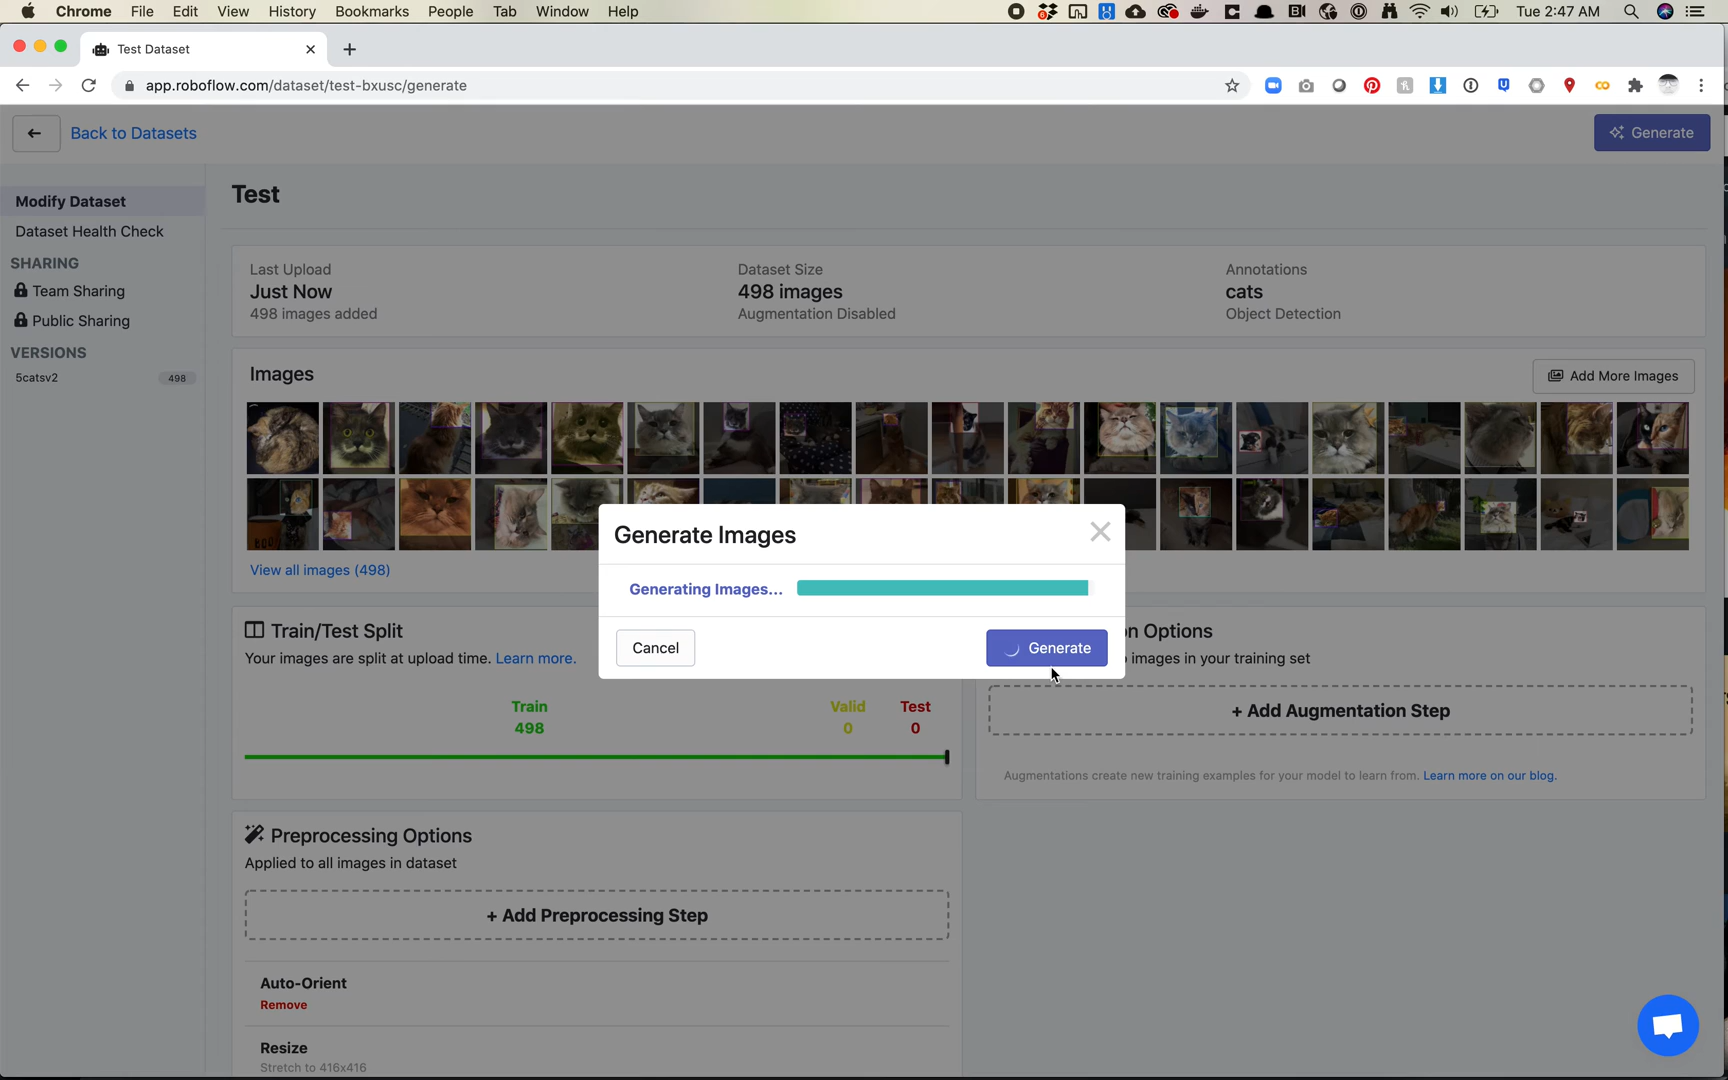 Chrome File Edit View History Bookmarks People Tab Window Help Tue 2:47 AM
Test Dataset
app.roboflow.com/dataset/test-bxusc/generate
Back to Datasets
Generate
Modify Dataset
Dataset Health Check
SHARING
Team Sharing
Public Sharing
VERSIONS
5catsv2 498
Test
Last Upload
Just Now
498 images added
Dataset Size
498 images
Augmentation Disabled
Annotations
cats
Object Detection
Images
Add More Images
View all images (498)
Generate Images
Generating Images...
Cancel
Generate
Train/Test Split
Your images are split at upload time. Learn more.
Train
498
Valid
0
Test
0
n Options
images in your training set
+ Add Augmentation Step
Augmentations create new training examples for your model to learn from. Learn more on our blog.
Preprocessing Options
Applied to all images in dataset
+ Add Preprocessing Step
Auto-Orient
Remove
Resize
Stretch to 416x416